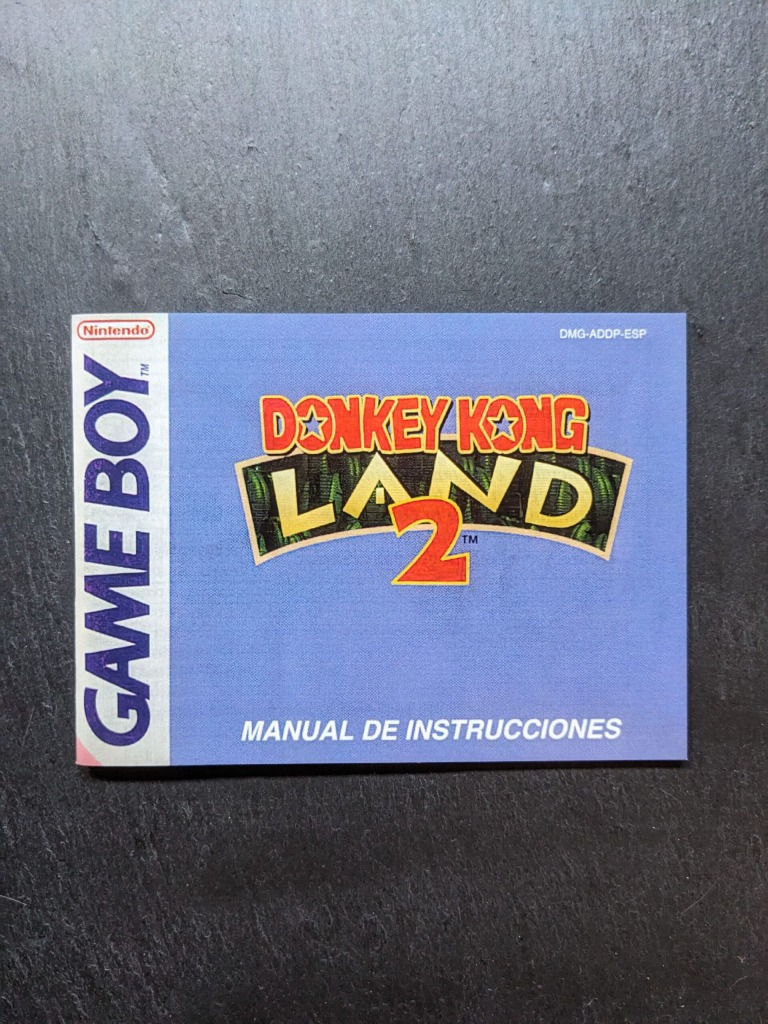 Nintendo
GAME BOY™
DMG-ADDP-ESP
DONKEY KONG
LAND
2™
MANUAL DE INSTRUCCIONES